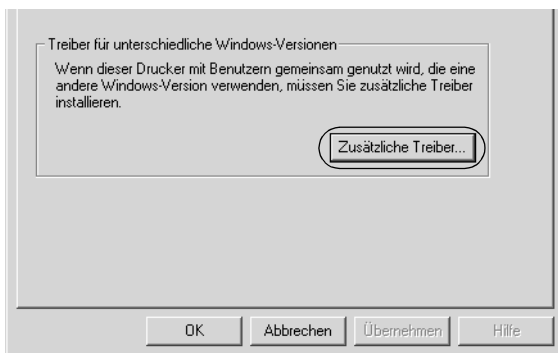 Treiber für unterschiedliche Windows-Versionen
Wenn dieser Drucker mit Benutzern gemeinsam genutzt wird, die eine
andere Windows-Version verwenden, müssen Sie zusätzliche Treiber
installieren.
Zusätzliche Treiber...
OK Abbrechen Übernehmen Hilfe